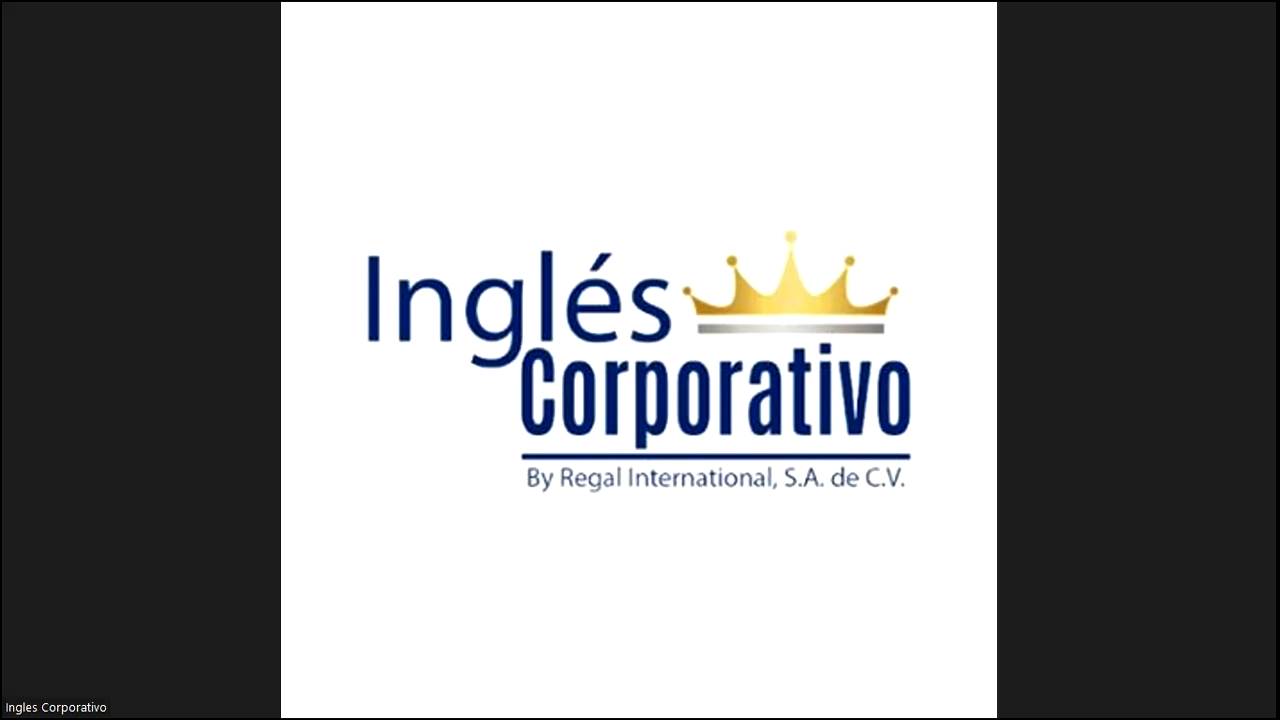 Inglés
Corporativo
By Regal International, S.A. de C.V.
Ingles Corporativo